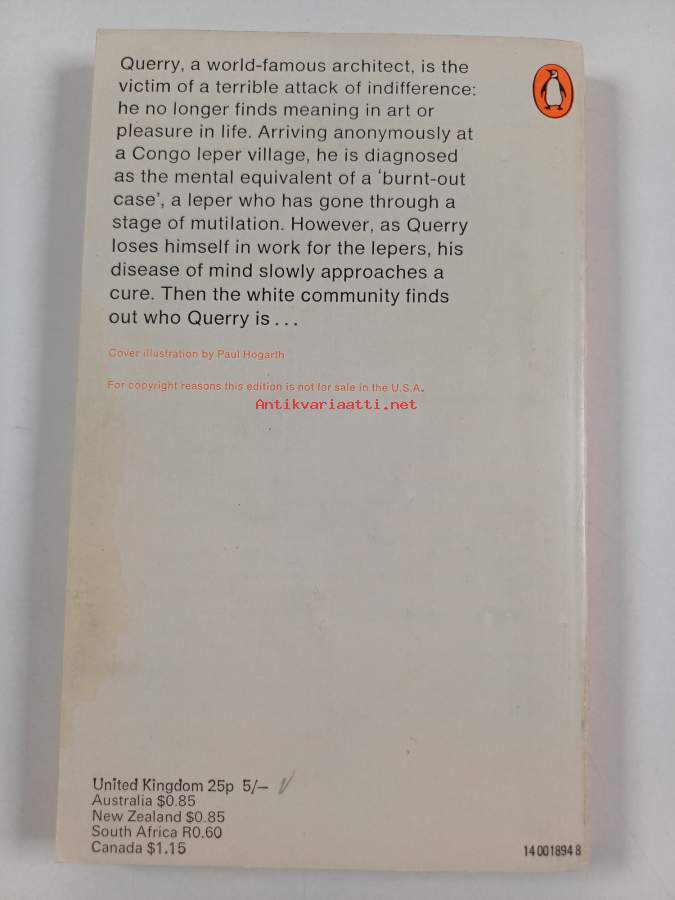 Querry, a world-famous architect, is the
victim of a terrible attack of indifference:
he no longer finds meaning in art or
pleasure in life. Arriving anonymously at
a Congo leper village, he is diagnosed
as the mental equivalent of a ‘burnt-out
case’, a leper who has gone through a
stage of mutilation. However, as Querry
loses himself in work for the lepers, his
disease of mind slowly approaches a
cure. Then the white community finds
out who Querry is ...
Cover illustration by Paul Hogarth
For copyright reasons this edition is not for sale in the U.S.A.
Antikvariaatti.net
United Kingdom 25p 5/–
Australia $0.85
New Zealand $0.85
South Africa R0.60
Canada $1.15
14 001894 8